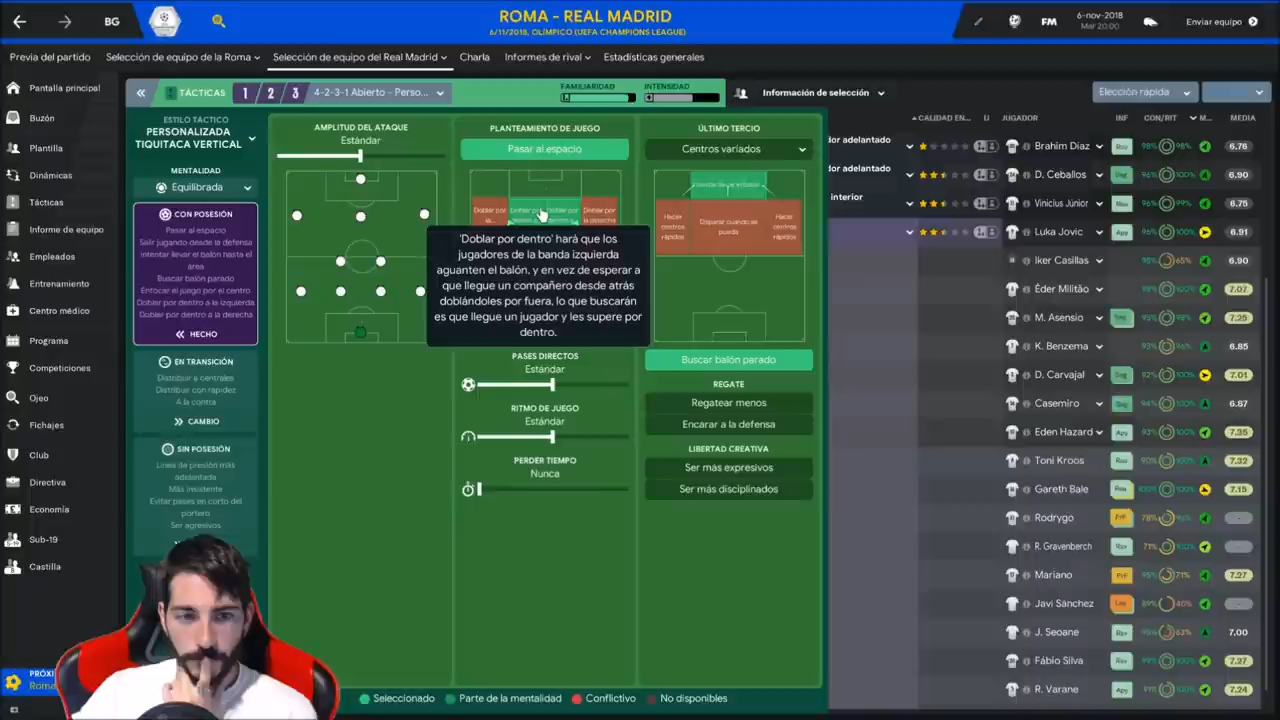 ROMA - REAL MADRID
6/11/2018, OLÍMPICO (UEFA CHAMPIONS LEAGUE)
BG
FM
6-nov-2018
Mar 20:00
Enviar equipo
Previa del partido
Selección de equipo de la Roma
Selección de equipo del Real Madrid
Charla
Informes de rival
Estadísticas generales
Pantalla principal
Buzón
Plantilla
Dinámicas
Tácticas
Informe de equipo
Empleados
Entrenamiento
Centro médico
Programa
Competiciones
Ojeo
Fichajes
Club
Directiva
Economía
Sub-19
Castilla
PRÓXI
Roma
TÁCTICAS
1 2 3
4-2-3-1 Abierto - Perso...
FAMILIARIDAD
INTENSIDAD
Información de selección
Elección rápida
ESTILO TÁCTICO
PERSONALIZADA
TIQUITACA VERTICAL
MENTALIDAD
Equilibrada
CON POSESIÓN
Pasar al espacio
Salir jugando desde la defensa
Intentar llevar el balón hasta el
área
Buscar balón parado
Enfocar el juego por el centro
Doblar por dentro a la izquierda
Doblar por dentro a la derecha
HECHO
EN TRANSICIÓN
Distribuir a centrales
Distribuir con rapidez
A la contra
CAMBIO
SIN POSESIÓN
Línea de presión más
adelantada
Más insistente
Evitar pases en corto del
portero
Ser agresivos
AMPLITUD DEL ATAQUE
Estándar
PLANTEAMIENTO DE JUEGO
Pasar al espacio
'Doblar por dentro' hará que los
jugadores de la banda izquierda
aguanten el balón, y en vez de esperar a
que llegue un compañero desde atrás
doblándoles por fuera, lo que buscarán
es que llegue un jugador y les supere por
dentro.
PASES DIRECTOS
Estándar
RITMO DE JUEGO
Estándar
PERDER TIEMPO
Nunca
ÚLTIMO TERCIO
Centros variados
Hacer
centros
rápidos
Disparar cuando se
pueda
Hacer
centros
rápidos
Buscar balón parado
REGATE
Regatear menos
Encarar a la defensa
LIBERTAD CREATIVA
Ser más expresivos
Ser más disciplinados
Seleccionado
Parte de la mentalidad
Conflictivo
No disponibles
CALIDAD EN...
JUGADOR
INF
CON/RIT
M...
MEDIA
dor adelantado
dor adelantado
interior
Brahim Díaz
D. Ceballos 6.90
Vinícius Júnior
Luka Jovic 6.91
Iker Casillas 6.90
Éder Militão 7.07
M. Asensio
K. Benzema 6.85
D. Carvajal 7.01
Casemiro 6.87
Eden Hazard 7.35
Toni Kroos
Gareth Bale 7.15
Rodrygo
R. Gravenberch
Mariano 7.27
Javi Sánchez
J. Seoane 7.00
Fábio Silva 7.27
R. Varane